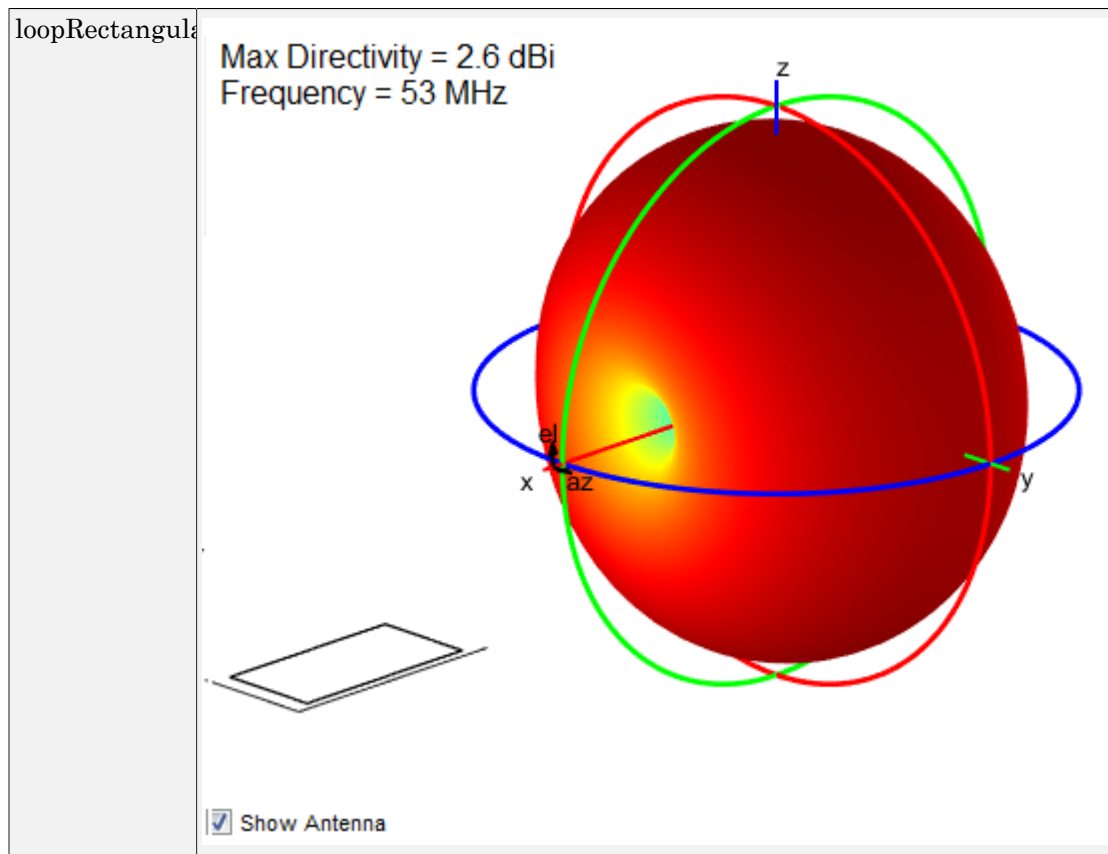 loopRectangula
Max Directivity = 2.6 dBi
Frequency = 53 MHz
z
el
x
az
y
Show Antenna